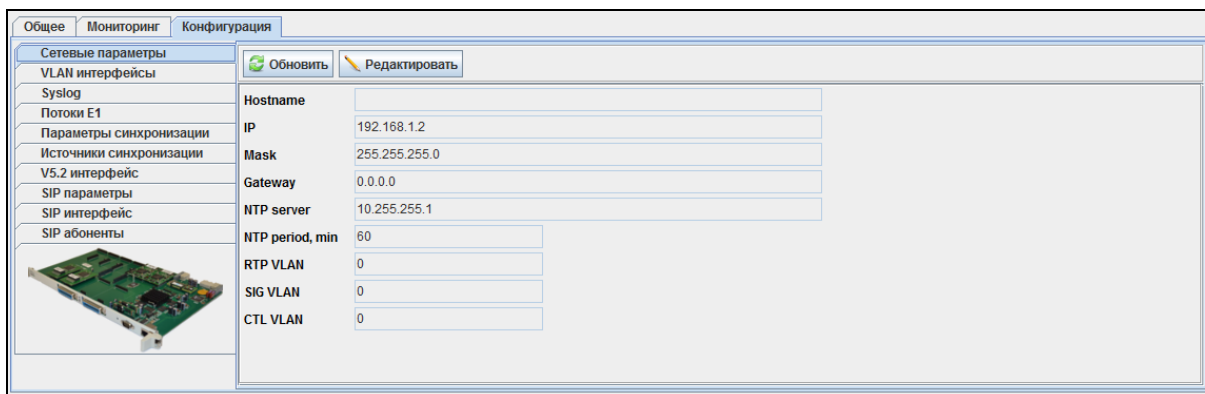 Общее Мониторинг Конфигурация
Сетевые параметры
VLAN интерфейсы
Syslog
Потоки E1
Параметры синхронизации
Источники синхронизации
V5.2 интерфейс
SIP параметры
SIP интерфейс
SIP абоненты
Обновить Редактировать
Hostname
IP 192.168.1.2
Mask 255.255.255.0
Gateway 0.0.0.0
NTP server 10.255.255.1
NTP period, min 60
RTP VLAN 0
SIG VLAN 0
CTL VLAN 0